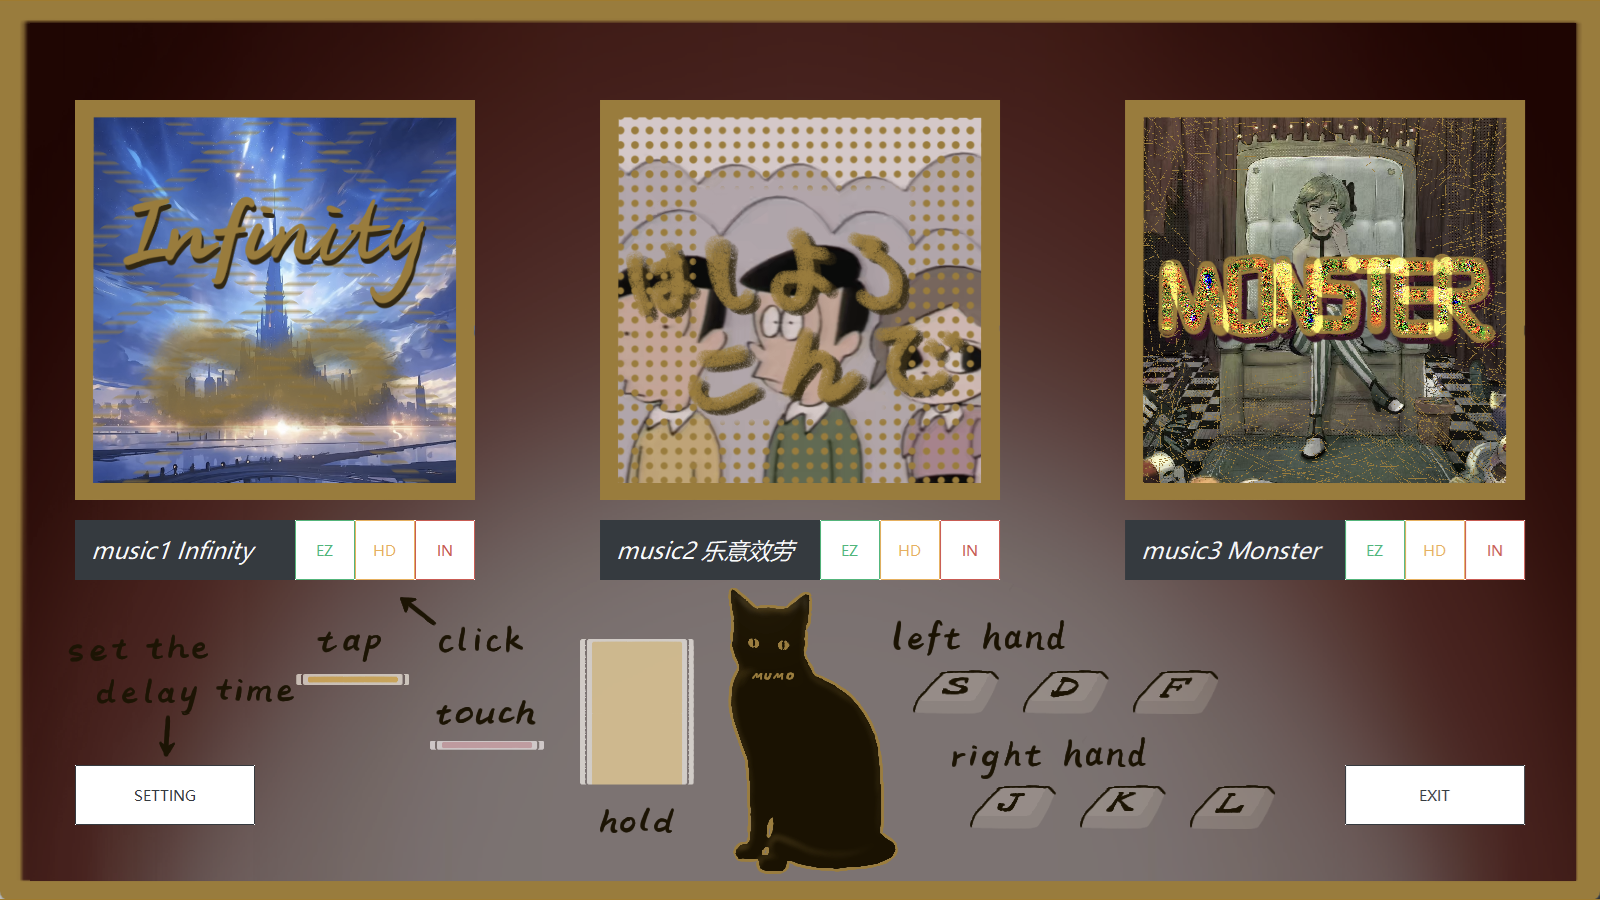 Infinity
はしよろ
こんで
MONSTER
music1 Infinity
EZ
HD
IN
music2 乐意效劳
EZ
HD
IN
music3 Monster
EZ
HD
IN
set the
delay time
tap
click
touch
hold
MUMO
left hand
S D F
right hand
J K L
SETTING
EXIT